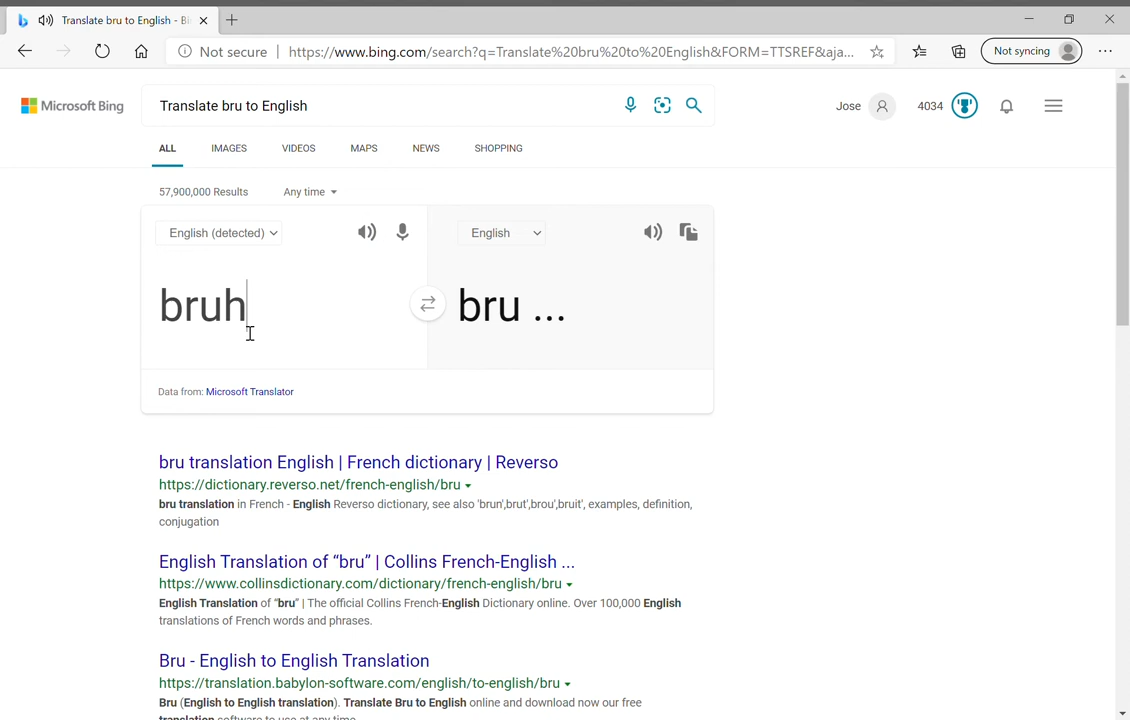 Translate bru to English - Bi
Not syncing
Not secure | https://www.bing.com/search?q=Translate%20bru%20to%20English&FORM=TTSREF&aja...
Microsoft Bing
Translate bru to English
Jose
4034
ALL IMAGES VIDEOS MAPS NEWS SHOPPING
57,900,000 Results Any time
English (detected) English
bruh bru ...
Data from: Microsoft Translator
bru translation English | French dictionary | Reverso
https://dictionary.reverso.net/french-english/bru
bru translation in French - English Reverso dictionary, see also 'brun',brut',brou',bruit', examples, definition,
conjugation
English Translation of “bru” | Collins French-English ...
https://www.collinsdictionary.com/dictionary/french-english/bru
English Translation of “bru” | The official Collins French-English Dictionary online. Over 100,000 English
translations of French words and phrases.
Bru - English to English Translation
https://translation.babylon-software.com/english/to-english/bru
Bru (English to English translation). Translate Bru to English online and download now our free
translation software to use at any time.